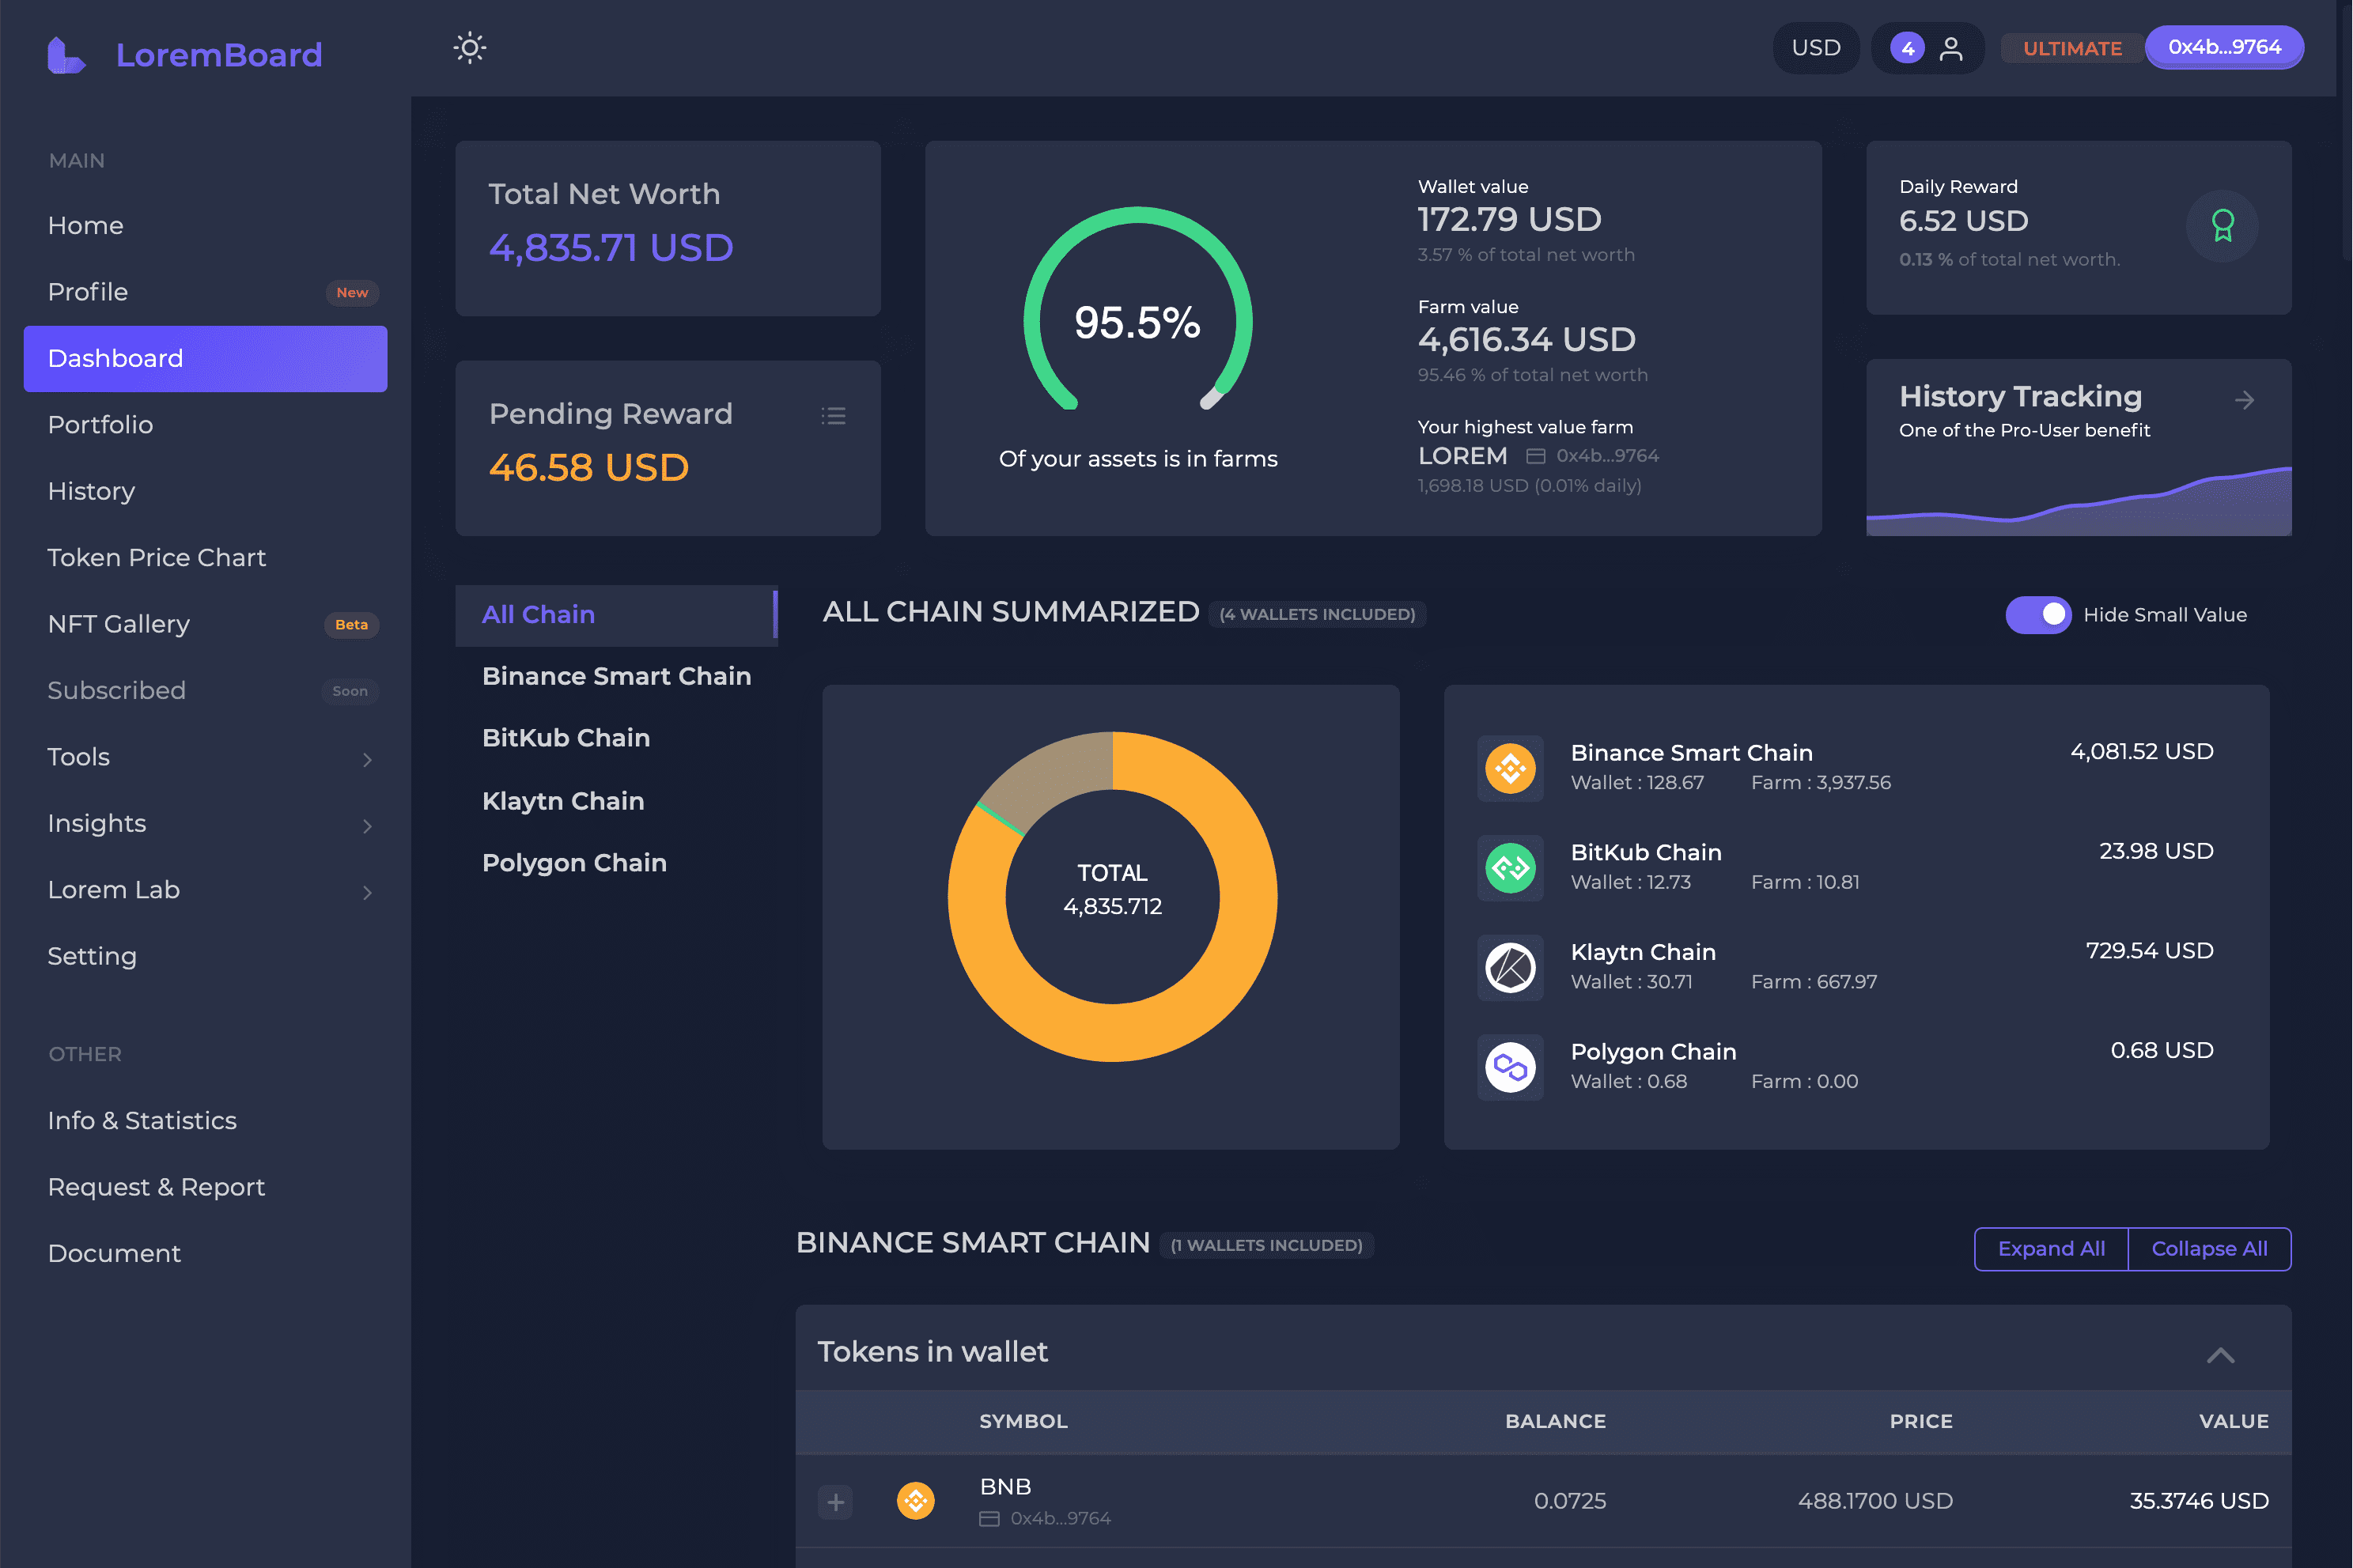 LoremBoard
USD
4
ULTIMATE
0x4b...9764
MAIN
Home
Profile
New
Dashboard
Portfolio
History
Token Price Chart
NFT Gallery
Beta
Subscribed
Soon
Tools
Insights
Lorem Lab
Setting
OTHER
Info & Statistics
Request & Report
Document
Total Net Worth
4,835.71 USD
Pending Reward
46.58 USD
95.5%
Of your assets is in farms
Wallet value
172.79 USD
3.57 % of total net worth
Farm value
4,616.34 USD
95.46 % of total net worth
Your highest value farm
LOREM 0x4b...9764
1,698.18 USD (0.01% daily)
Daily Reward
6.52 USD
0.13 % of total net worth.
History Tracking
One of the Pro-User benefit
All Chain
Binance Smart Chain
BitKub Chain
Klaytn Chain
Polygon Chain
ALL CHAIN SUMMARIZED (4 WALLETS INCLUDED)
Hide Small Value
TOTAL
4,835.712
Binance Smart Chain 4,081.52 USD
Wallet : 128.67 Farm : 3,937.56
BitKub Chain 23.98 USD
Wallet : 12.73 Farm : 10.81
Klaytn Chain 729.54 USD
Wallet : 30.71 Farm : 667.97
Polygon Chain 0.68 USD
Wallet : 0.68 Farm : 0.00
BINANCE SMART CHAIN (1 WALLETS INCLUDED)
Expand All
Collapse All
Tokens in wallet
SYMBOL BALANCE PRICE VALUE
BNB 0.0725 488.1700 USD 35.3746 USD
0x4b...9764